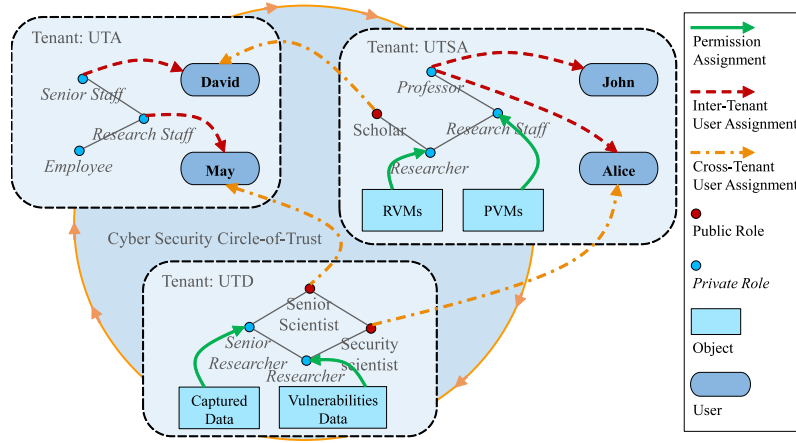 Tenant: UTA
David
Senior Staff
Research Staff
Employee
May
Tenant: UTSA
Professor
John
Scholar
Research Staff
Researcher
Alice
RVMs
PVMs
Cyber Security Circle-of-Trust
Tenant: UTD
Senior
Scientist
Senior
Researcher
Security
scientist
Researcher
Captured
Data
Vulnerabilities
Data
Permission
Assignment
Inter-Tenant
User Assignment
Cross-Tenant
User Assignment
Public Role
Private Role
Object
User